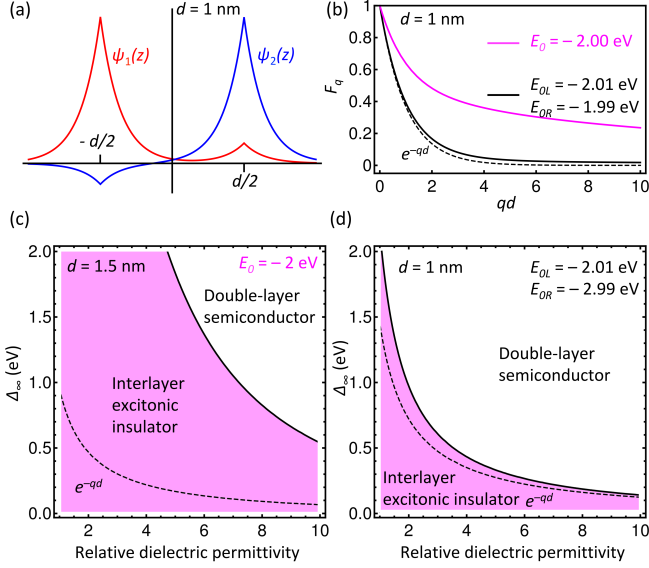 (a)
d = 1 nm
ψ₁(z)
ψ₂(z)
- d/2
d/2
(b)
d = 1 nm
E₀ = – 2.00 eV
E₀L = – 2.01 eV
E₀R = – 1.99 eV
e^–qd
F_q
1
0.8
0.6
0.4
0.2
0
0 2 4 6 8 10
qd
(c)
d = 1.5 nm
E₀ = – 2 eV
Double-layer
semiconductor
Interlayer
excitonic
insulator
e^–qd
Δ∞ (eV)
2.0
1.5
1.0
0.5
0.0
2 4 6 8 10
Relative dielectric permittivity
(d)
d = 1 nm
E₀L = – 2.01 eV
E₀R = – 2.99 eV
Double-layer
semiconductor
Interlayer
excitonic insulator e^–qd
Δ∞ (eV)
2.0
1.5
1.0
0.5
0.0
2 4 6 8 10
Relative dielectric permittivity